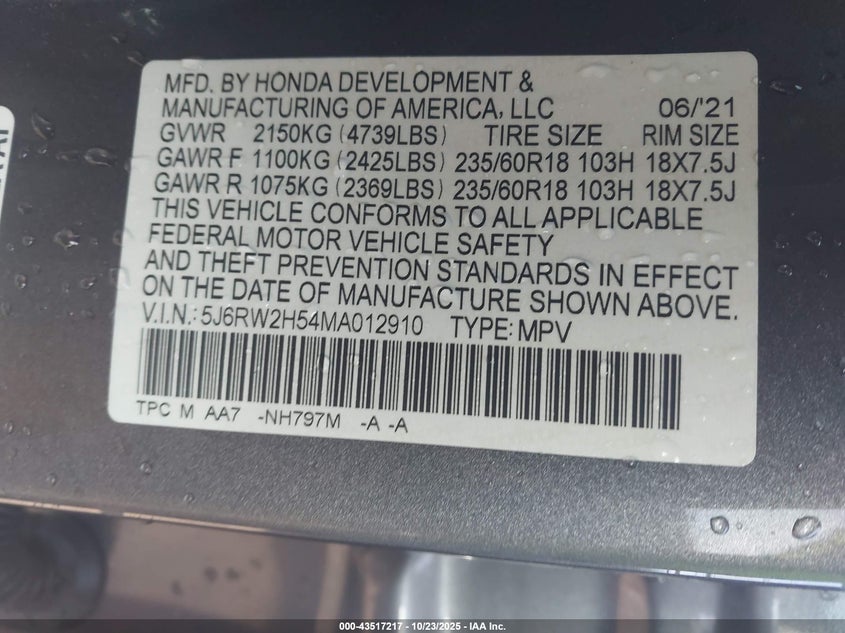 MFD. BY HONDA DEVELOPMENT &
MANUFACTURING OF AMERICA, LLC 06/'21
GVWR 2150KG (4739LBS) TIRE SIZE RIM SIZE
GAWR F 1100KG (2425LBS) 235/60R18 103H 18X7.5J
GAWR R 1075KG (2369LBS) 235/60R18 103H 18X7.5J
THIS VEHICLE CONFORMS TO ALL APPLICABLE
FEDERAL MOTOR VEHICLE SAFETY
AND THEFT PREVENTION STANDARDS IN EFFECT
ON THE DATE OF MANUFACTURE SHOWN ABOVE.
V.I.N.: 5J6RW2H54MA012910 TYPE: MPV
TPC M AA7 -NH797M -A -A
000-43517217 - 10/23/2025 - IAA Inc.